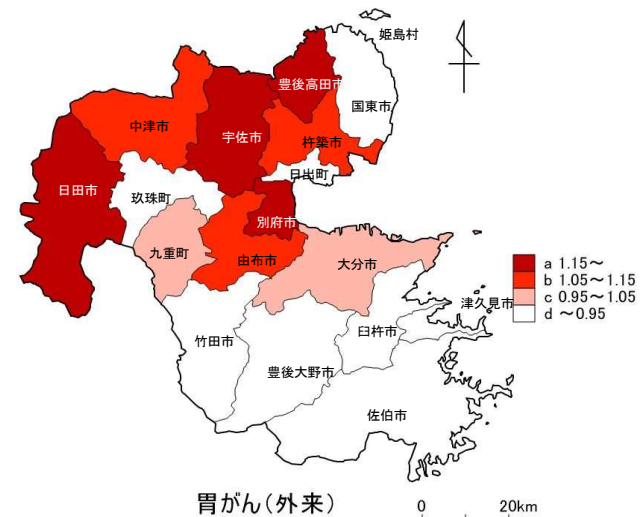 姫島村
豊後高田市
国東市
中津市
宇佐市
杵築市
日出町
日田市
玖珠町
別府市
九重町
由布市
大分市
a 1.15～
b 1.05～1.15
c 0.95～1.05
d ～0.95
津久見市
臼杵市
竹田市
豊後大野市
佐伯市
胃がん(外来)
0 20km